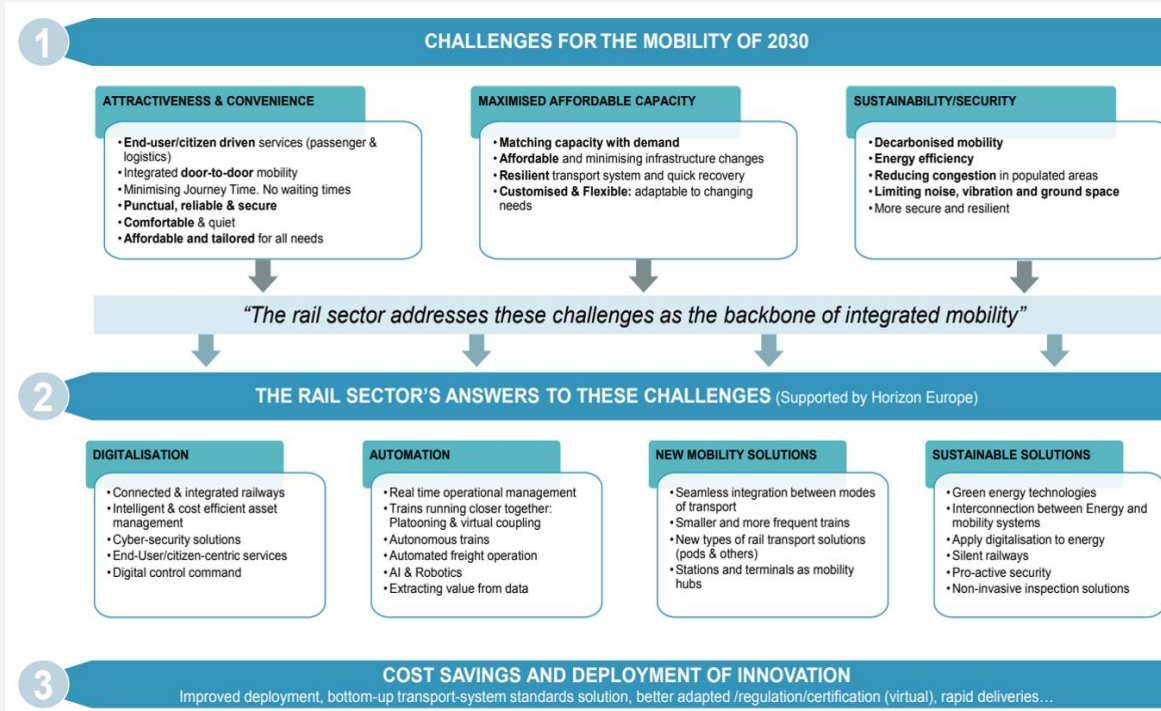 1
CHALLENGES FOR THE MOBILITY OF 2030
ATTRACTIVENESS & CONVENIENCE
• End-user/citizen driven services (passenger &
logistics)
• Integrated door-to-door mobility
• Minimising Journey Time. No waiting times
• Punctual, reliable & secure
• Comfortable & quiet
• Affordable and tailored for all needs
MAXIMISED AFFORDABLE CAPACITY
• Matching capacity with demand
• Affordable and minimising infrastructure changes
• Resilient transport system and quick recovery
• Customised & Flexible: adaptable to changing
needs
SUSTAINABILITY/SECURITY
• Decarbonised mobility
• Energy efficiency
• Reducing congestion in populated areas
• Limiting noise, vibration and ground space
• More secure and resilient
“The rail sector addresses these challenges as the backbone of integrated mobility”
2
THE RAIL SECTOR’S ANSWERS TO THESE CHALLENGES (Supported by Horizon Europe)
DIGITALISATION
• Connected & integrated railways
• Intelligent & cost efficient asset
management
• Cyber-security solutions
• End-User/citizen-centric services
• Digital control command
AUTOMATION
• Real time operational management
• Trains running closer together:
Platooning & virtual coupling
• Autonomous trains
• Automated freight operation
• AI & Robotics
• Extracting value from data
NEW MOBILITY SOLUTIONS
• Seamless integration between modes
of transport
• Smaller and more frequent trains
• New types of rail transport solutions
(pods & others)
• Stations and terminals as mobility
hubs
SUSTAINABLE SOLUTIONS
• Green energy technologies
• Interconnection between Energy and
mobility systems
• Apply digitalisation to energy
• Silent railways
• Pro-active security
• Non-invasive inspection solutions
3
COST SAVINGS AND DEPLOYMENT OF INNOVATION
Improved deployment, bottom-up transport-system standards solution, better adapted /regulation/certification (virtual), rapid deliveries…